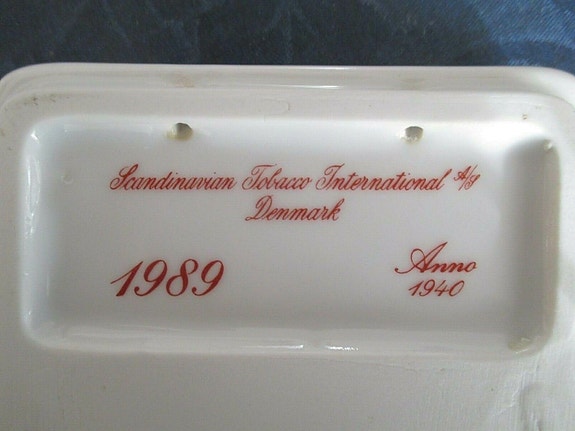 Scandinavian Tobacco International A/S
Denmark
1989
Anno
1940